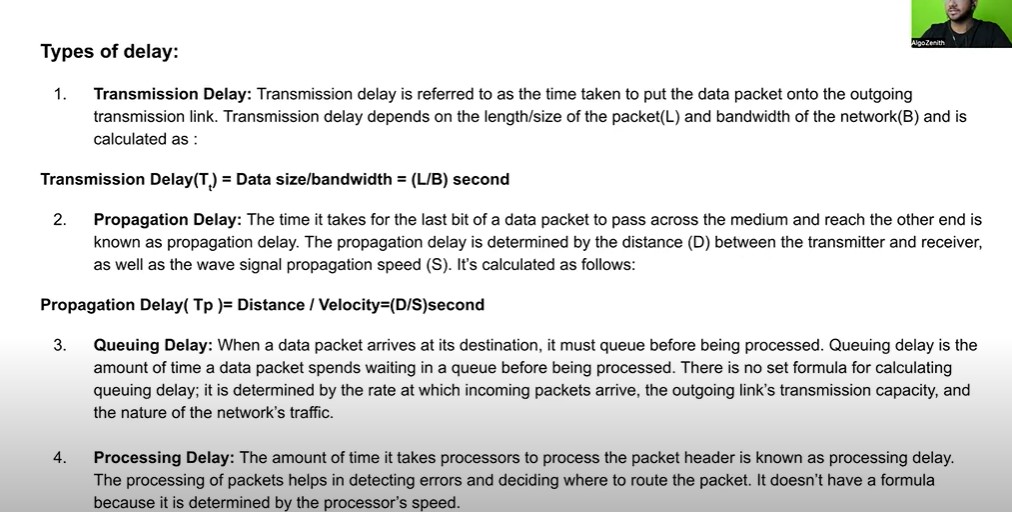 AlgoZenith
Types of delay:
1. Transmission Delay: Transmission delay is referred to as the time taken to put the data packet onto the outgoing
transmission link. Transmission delay depends on the length/size of the packet(L) and bandwidth of the network(B) and is
calculated as :
Transmission Delay(Tt) = Data size/bandwidth = (L/B) second
2. Propagation Delay: The time it takes for the last bit of a data packet to pass across the medium and reach the other end is
known as propagation delay. The propagation delay is determined by the distance (D) between the transmitter and receiver,
as well as the wave signal propagation speed (S). It's calculated as follows:
Propagation Delay( Tp )= Distance / Velocity=(D/S)second
3. Queuing Delay: When a data packet arrives at its destination, it must queue before being processed. Queuing delay is the
amount of time a data packet spends waiting in a queue before being processed. There is no set formula for calculating
queuing delay; it is determined by the rate at which incoming packets arrive, the outgoing link's transmission capacity, and
the nature of the network's traffic.
4. Processing Delay: The amount of time it takes processors to process the packet header is known as processing delay.
The processing of packets helps in detecting errors and deciding where to route the packet. It doesn't have a formula
because it is determined by the processor's speed.